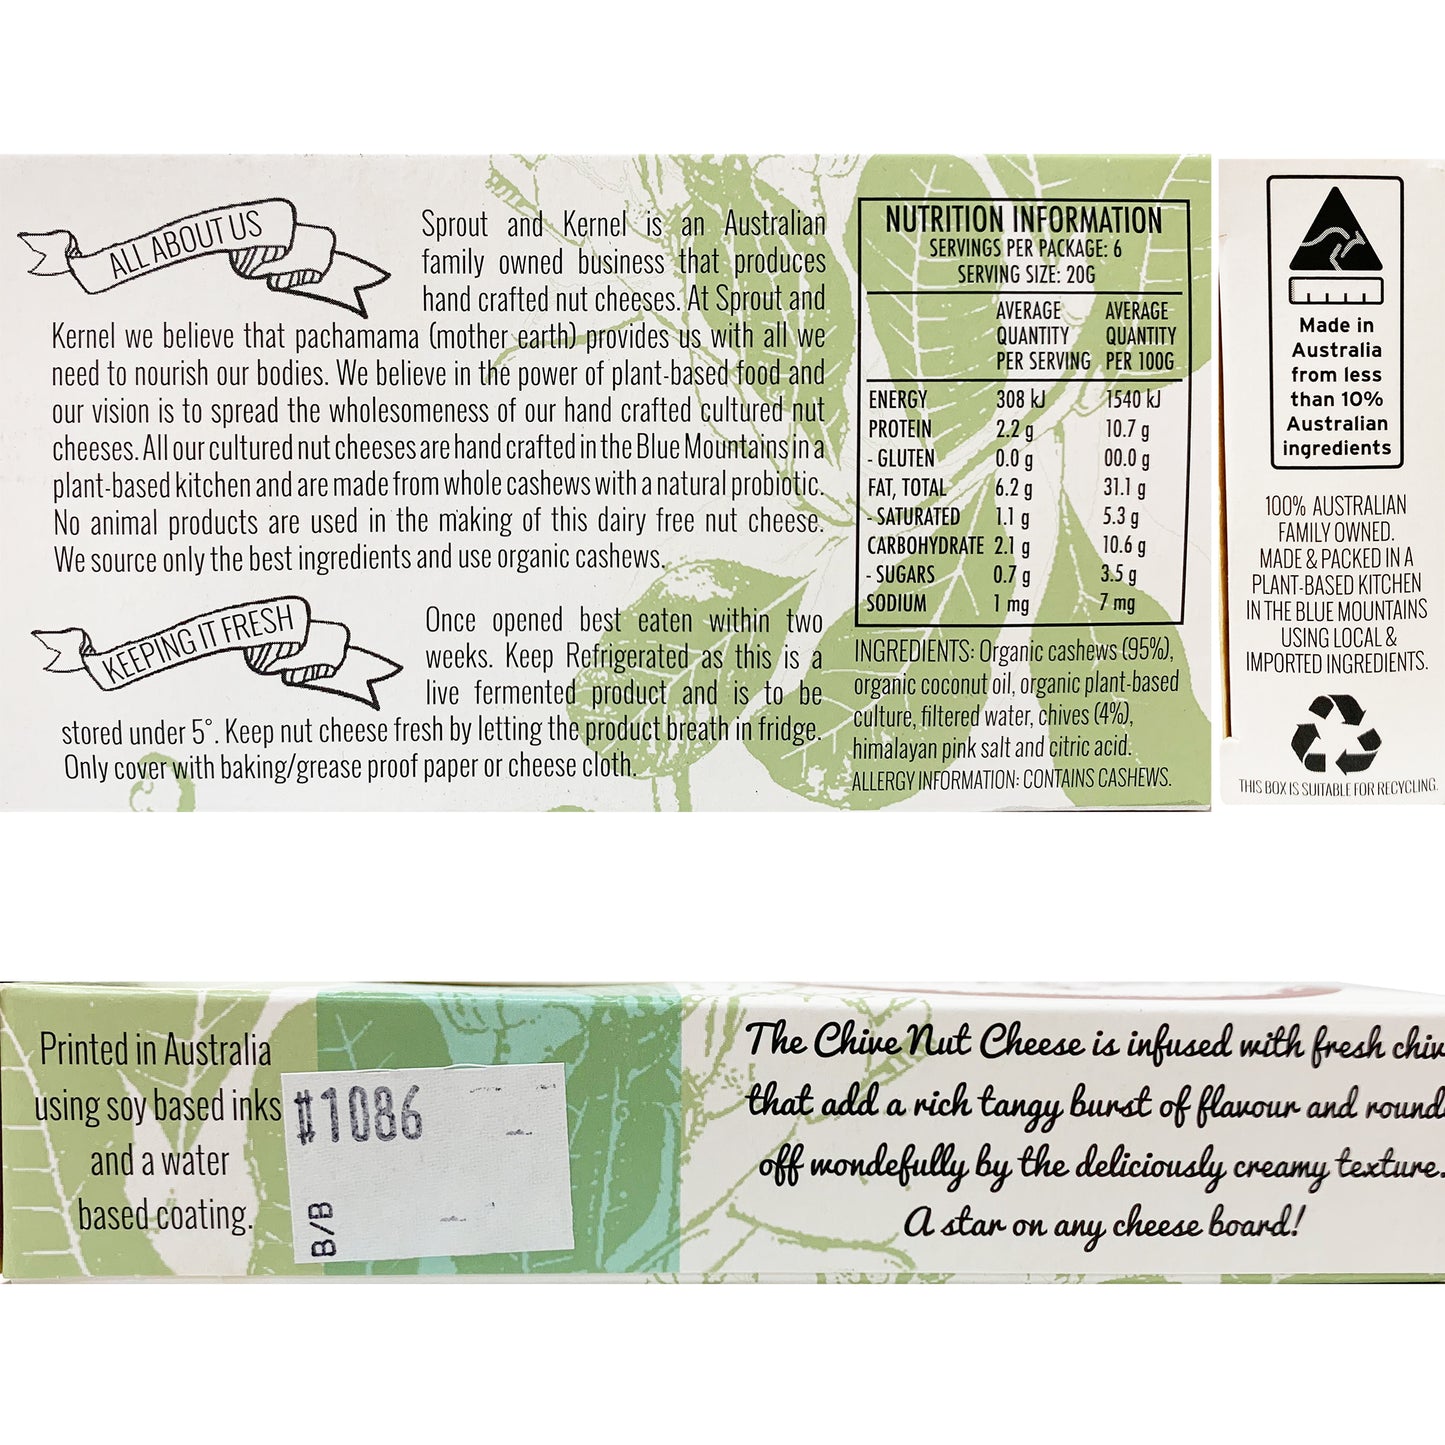 ALL ABOUT US
Sprout and Kernel is an Australian
family owned business that produces
hand crafted nut cheeses. At Sprout and
Kernel we believe that pachamama (mother earth) provides us with all we
need to nourish our bodies. We believe in the power of plant-based food and
our vision is to spread the wholesomeness of our hand crafted cultured nut
cheeses. All our cultured nut cheeses are hand crafted in the Blue Mountains in a
plant-based kitchen and are made from whole cashews with a natural probiotic.
No animal products are used in the making of this dairy free nut cheese.
We source only the best ingredients and use organic cashews.
KEEPING IT FRESH
Once opened best eaten within two
weeks. Keep Refrigerated as this is a
live fermented product and is to be
stored under 5°. Keep nut cheese fresh by letting the product breath in fridge.
Only cover with baking/grease proof paper or cheese cloth.
NUTRITION INFORMATION
SERVINGS PER PACKAGE: 6
SERVING SIZE: 20G
AVERAGE AVERAGE
QUANTITY QUANTITY
PER SERVING PER 100G
ENERGY 308 kJ 1540 kJ
PROTEIN 2.2 g 10.7 g
- GLUTEN 0.0 g 00.0 g
FAT, TOTAL 6.2 g 31.1 g
- SATURATED 1.1 g 5.3 g
CARBOHYDRATE 2.1 g 10.6 g
- SUGARS 0.7 g 3.5 g
SODIUM 1 mg 7 mg
INGREDIENTS: Organic cashews (95%),
organic coconut oil, organic plant-based
culture, filtered water, chives (4%),
himalayan pink salt and citric acid.
ALLERGY INFORMATION: CONTAINS CASHEWS.
Made in
Australia
from less
than 10%
Australian
ingredients
100% AUSTRALIAN
FAMILY OWNED.
MADE & PACKED IN A
PLANT-BASED KITCHEN
IN THE BLUE MOUNTAINS
USING LOCAL &
IMPORTED INGREDIENTS.
THIS BOX IS SUITABLE FOR RECYCLING.
Printed in Australia
using soy based inks
and a water
based coating.
#1086
B/B
The Chive Nut Cheese is infused with fresh chiv
that add a rich tangy burst of flavour and round
off wondefully by the deliciously creamy texture.
A star on any cheese board!